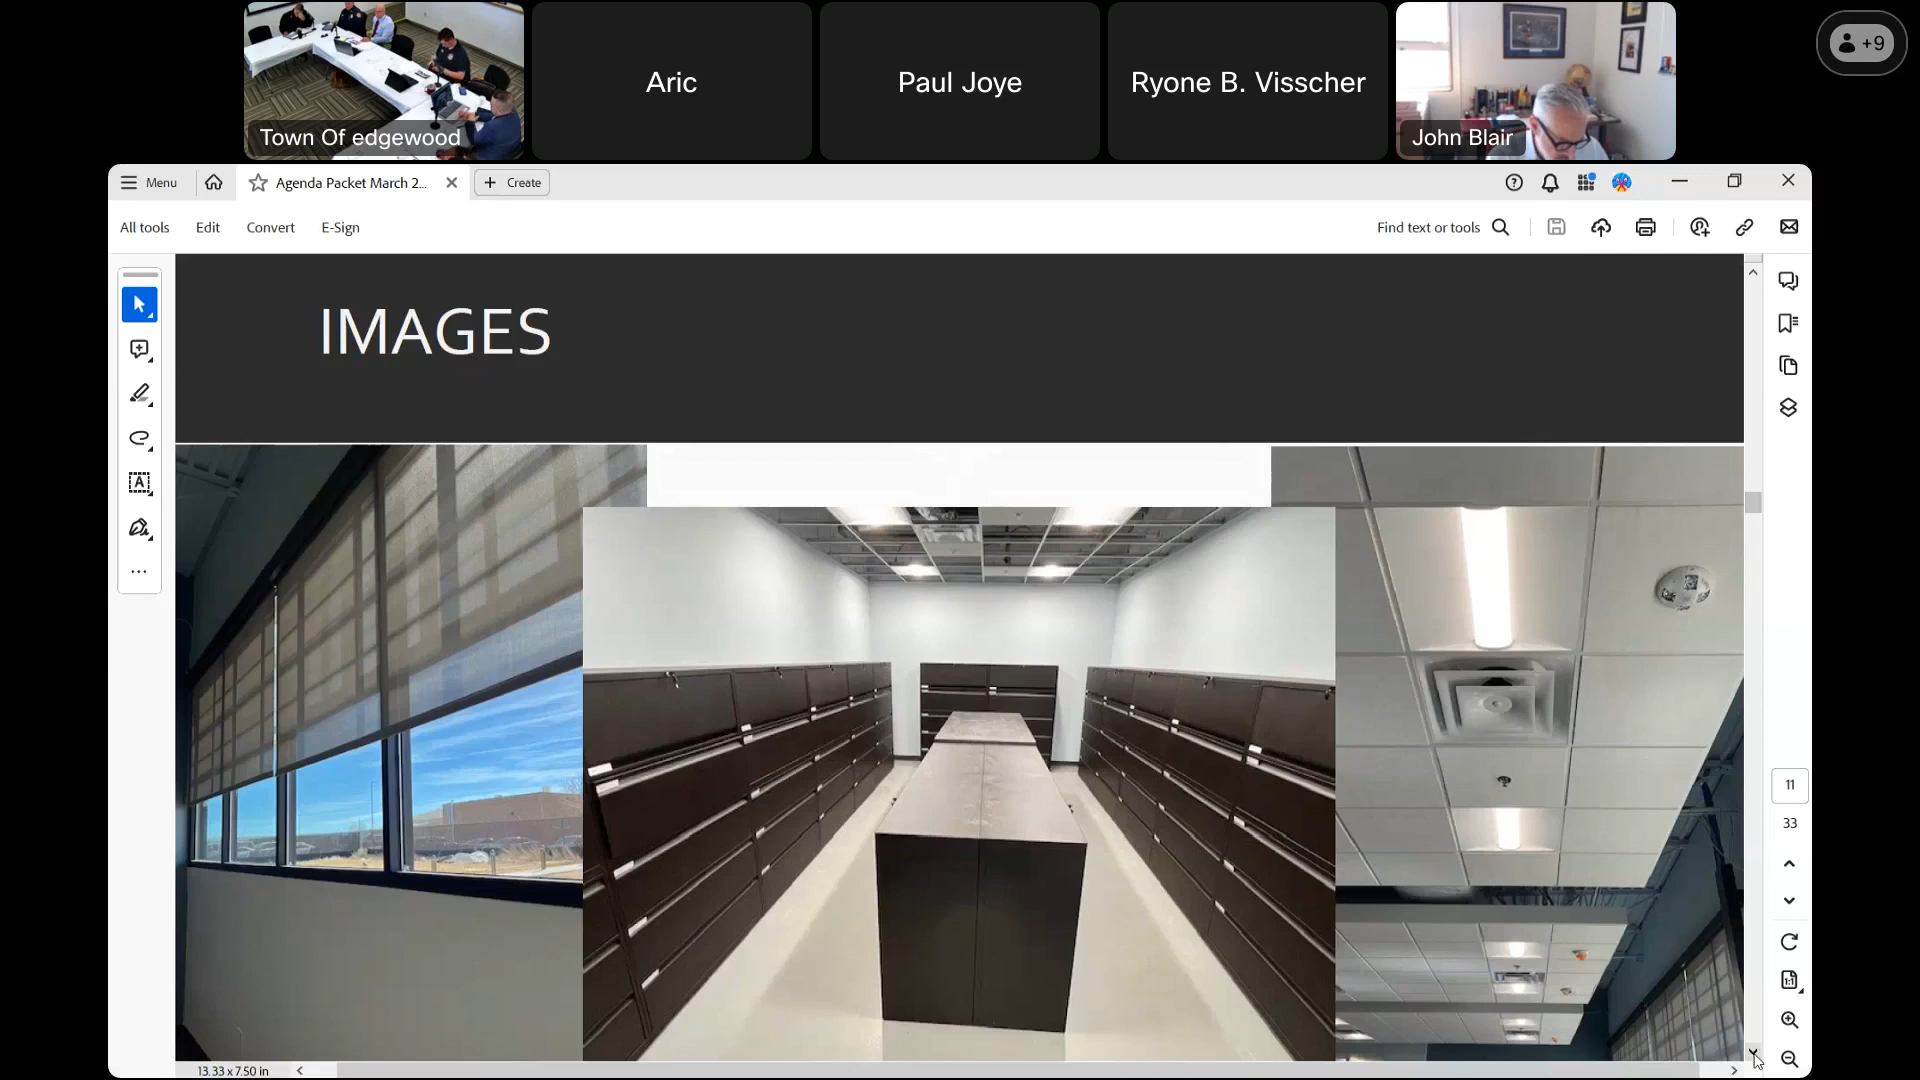 Town Of edgewood
Aric
Paul Joye
Ryone B. Visscher
John Blair
+9
Menu
Agenda Packet March 2...
Create
All tools
Edit
Convert
E-Sign
Find text or tools
IMAGES
11
33
13.33 x 7.50 in